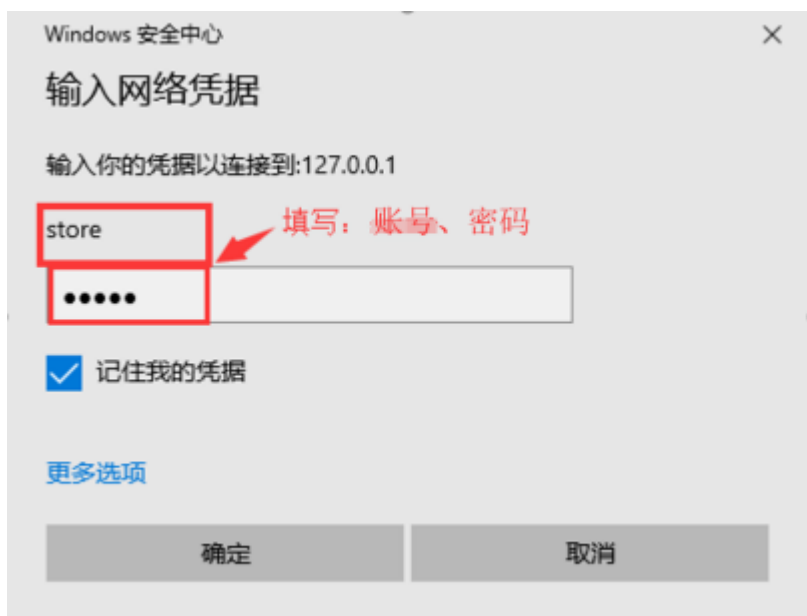 Windows 安全中心
输入网络凭据
输入你的凭据以连接到:127.0.0.1
store
填写：账号、密码
●●●●●
记住我的凭据
更多选项
确定
取消